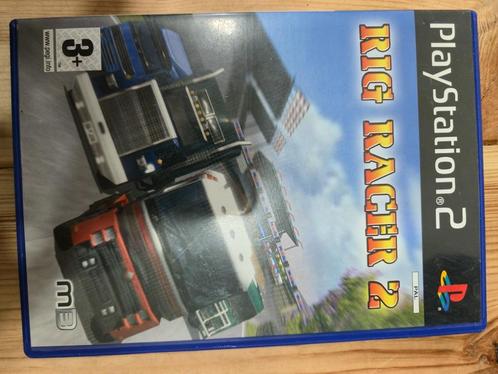 PlayStation®2
PAL
RIG RACER 2
3+
www.pegi.info
M3